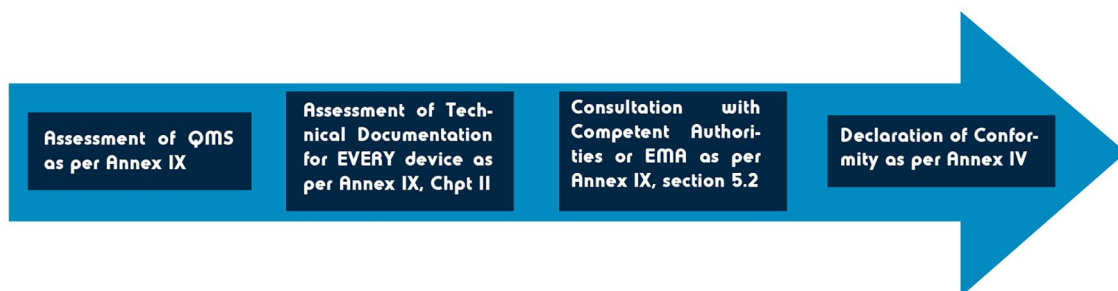 Assessment of QMS
as per Annex IX
Assessment of Tech-
nical Documentation
for EVERY device as
per Annex IX, Chpt II
Consultation with
Competent Authori-
ties or EMA as per
Annex IX, section 5.2
Declaration of Confor-
mity as per Annex IV